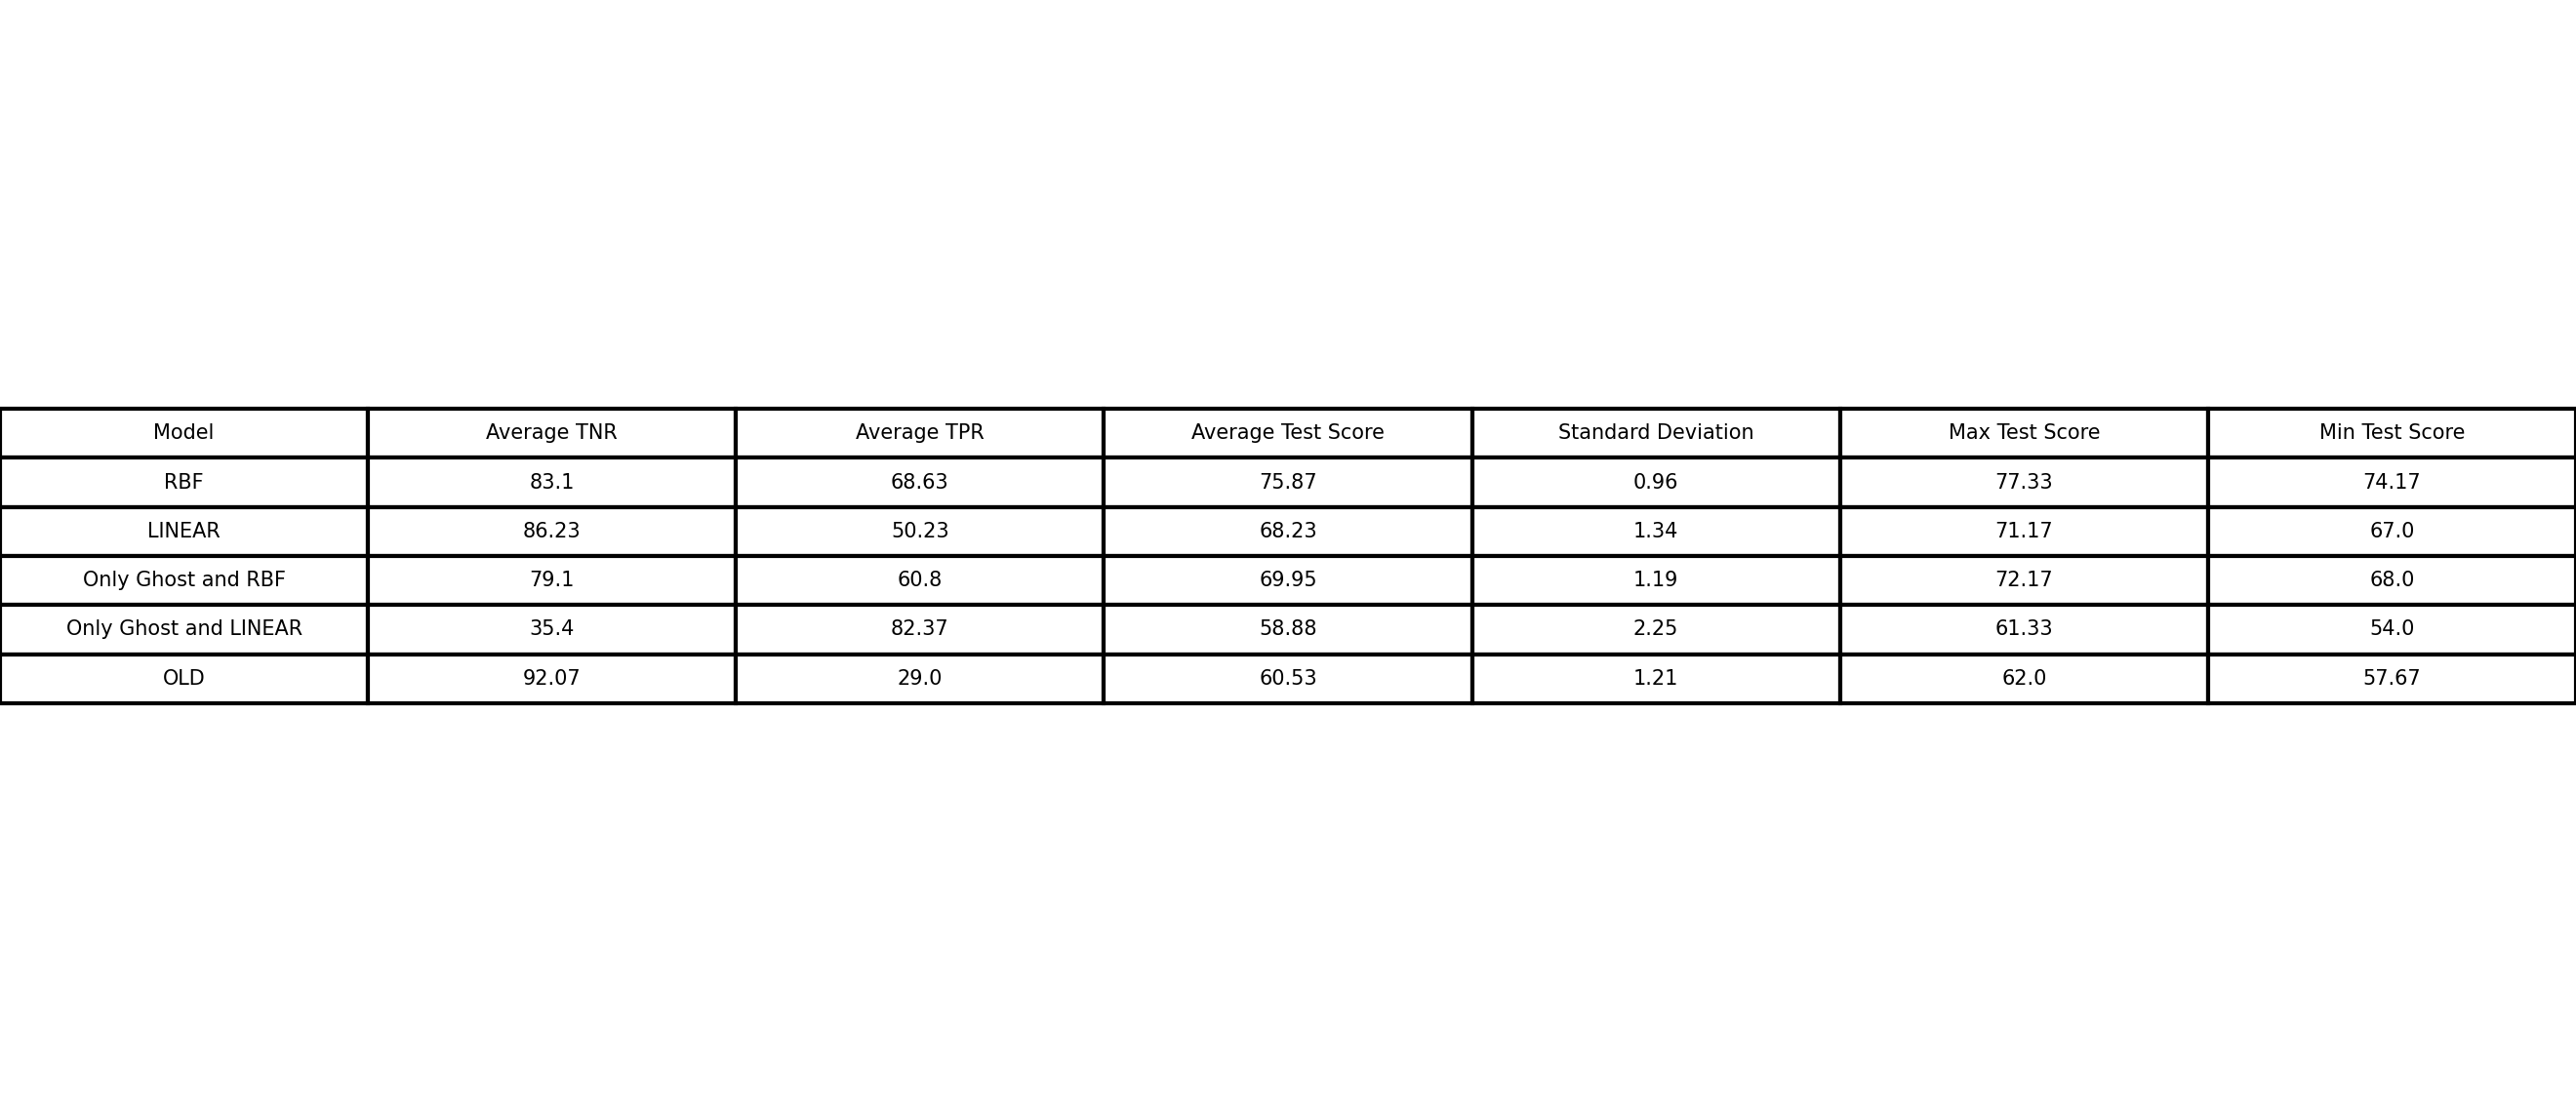 Model Average TNR Average TPR Average Test Score Standard Deviation Max Test Score Min Test Score
RBF 83.1 68.63 75.87 0.96 77.33 74.17
LINEAR 86.23 50.23 68.23 1.34 71.17 67.0
Only Ghost and RBF 79.1 60.8 69.95 1.19 72.17 68.0
Only Ghost and LINEAR 35.4 82.37 58.88 2.25 61.33 54.0
OLD 92.07 29.0 60.53 1.21 62.0 57.67